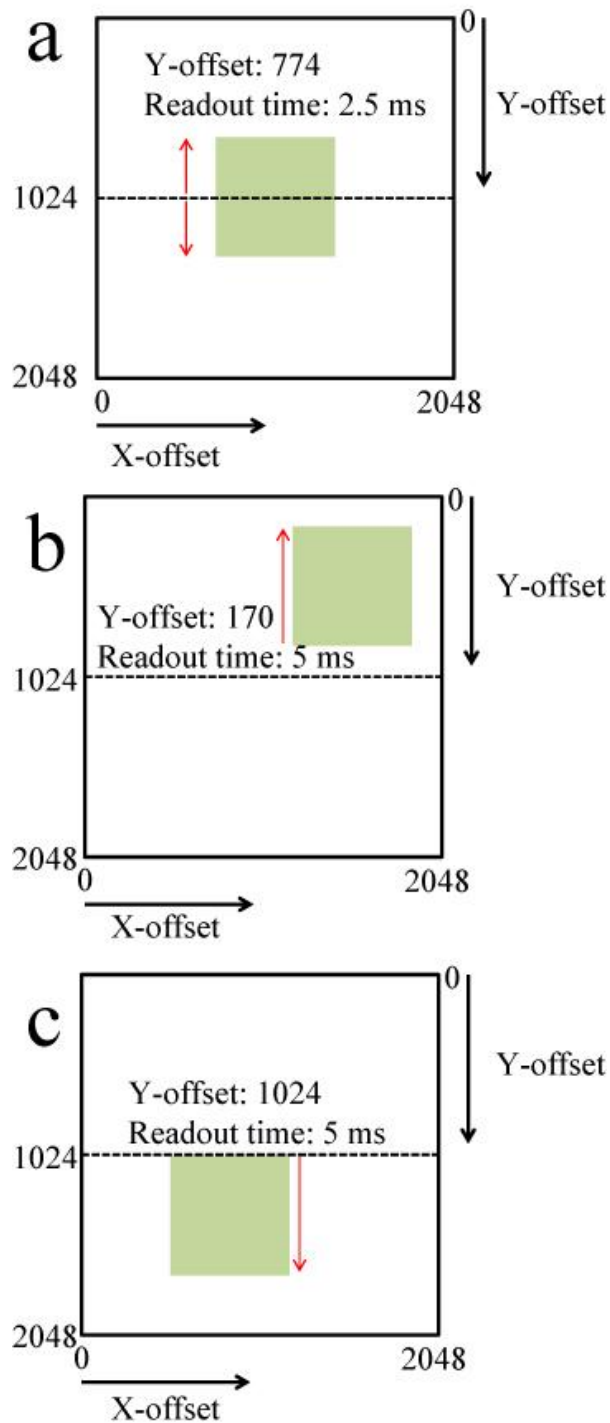 a
0
Y-offset: 774
Readout time: 2.5 ms
Y-offset
1024
2048
0
2048
X-offset
b
0
Y-offset
Y-offset: 170
Readout time: 5 ms
1024
2048
0
2048
X-offset
c
0
Y-offset
Y-offset: 1024
Readout time: 5 ms
1024
2048
0
2048
X-offset